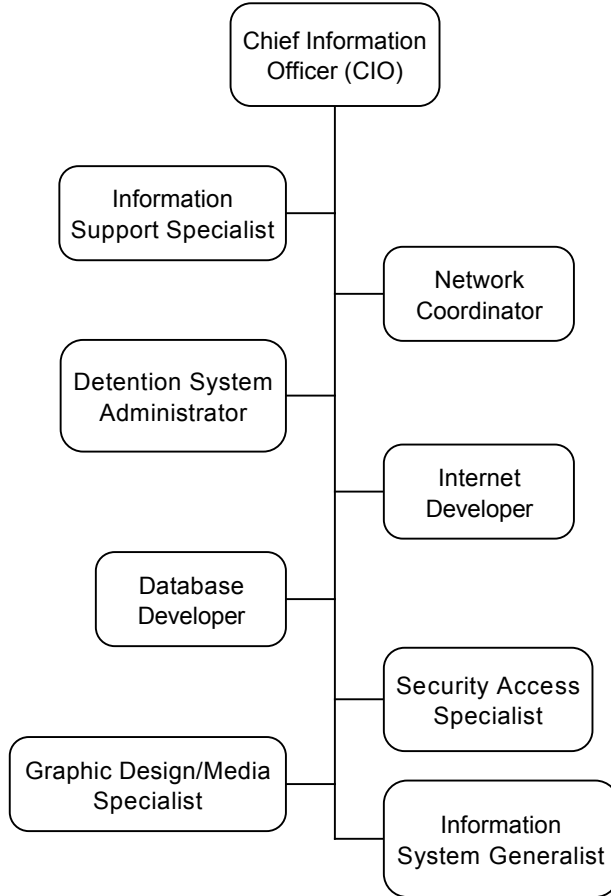 Chief Information
Officer (CIO)
Information
Support Specialist
Network
Coordinator
Detention System
Administrator
Internet
Developer
Database
Developer
Security Access
Specialist
Graphic Design/Media
Specialist
Information
System Generalist